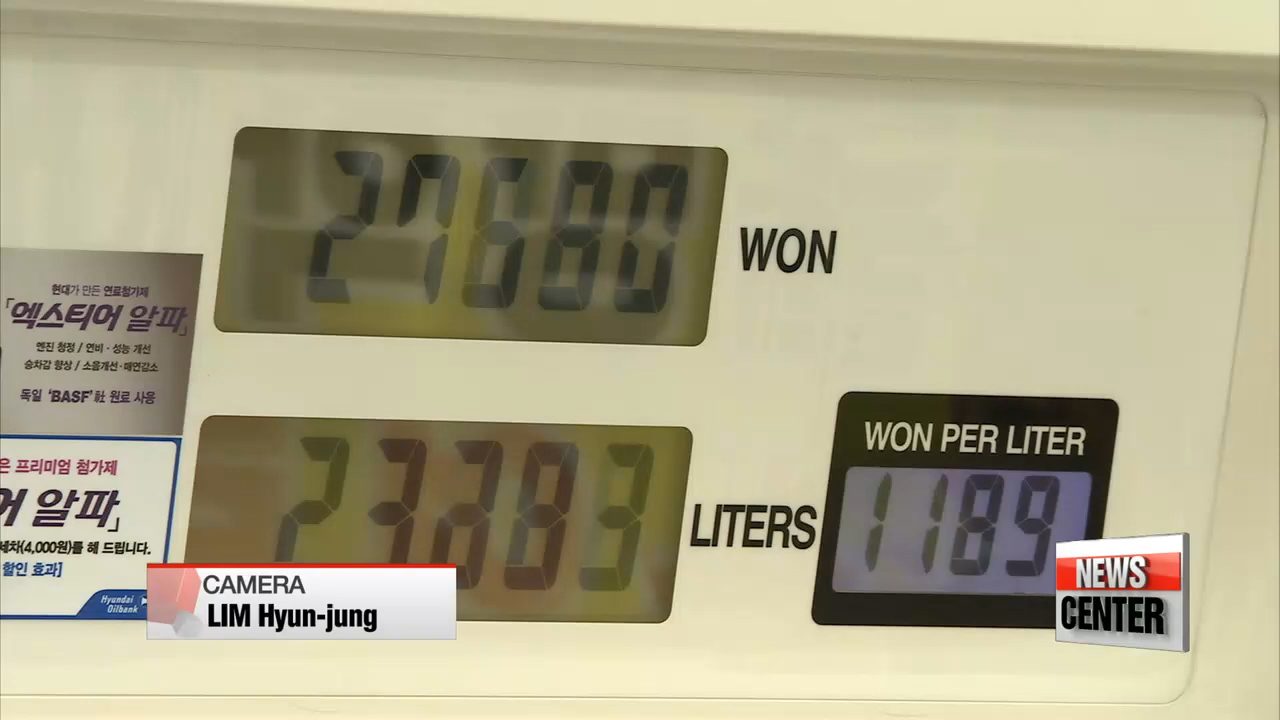 WON
현대가 만든 연료첨가제
「엑스티어 알파」
엔진 청정 / 연비 · 성능 개선
승차감 향상 / 소음개선·매연감소
독일 'BASF'社 원료 사용
WON PER LITER
1189
LITERS
은 프리미엄 첨가제
어 알파」
세차(4,000원)를 해 드립니다.
할인 효과]
Hyundai
Oilbank
CAMERA
LIM Hyun-jung
NEWS
CENTER